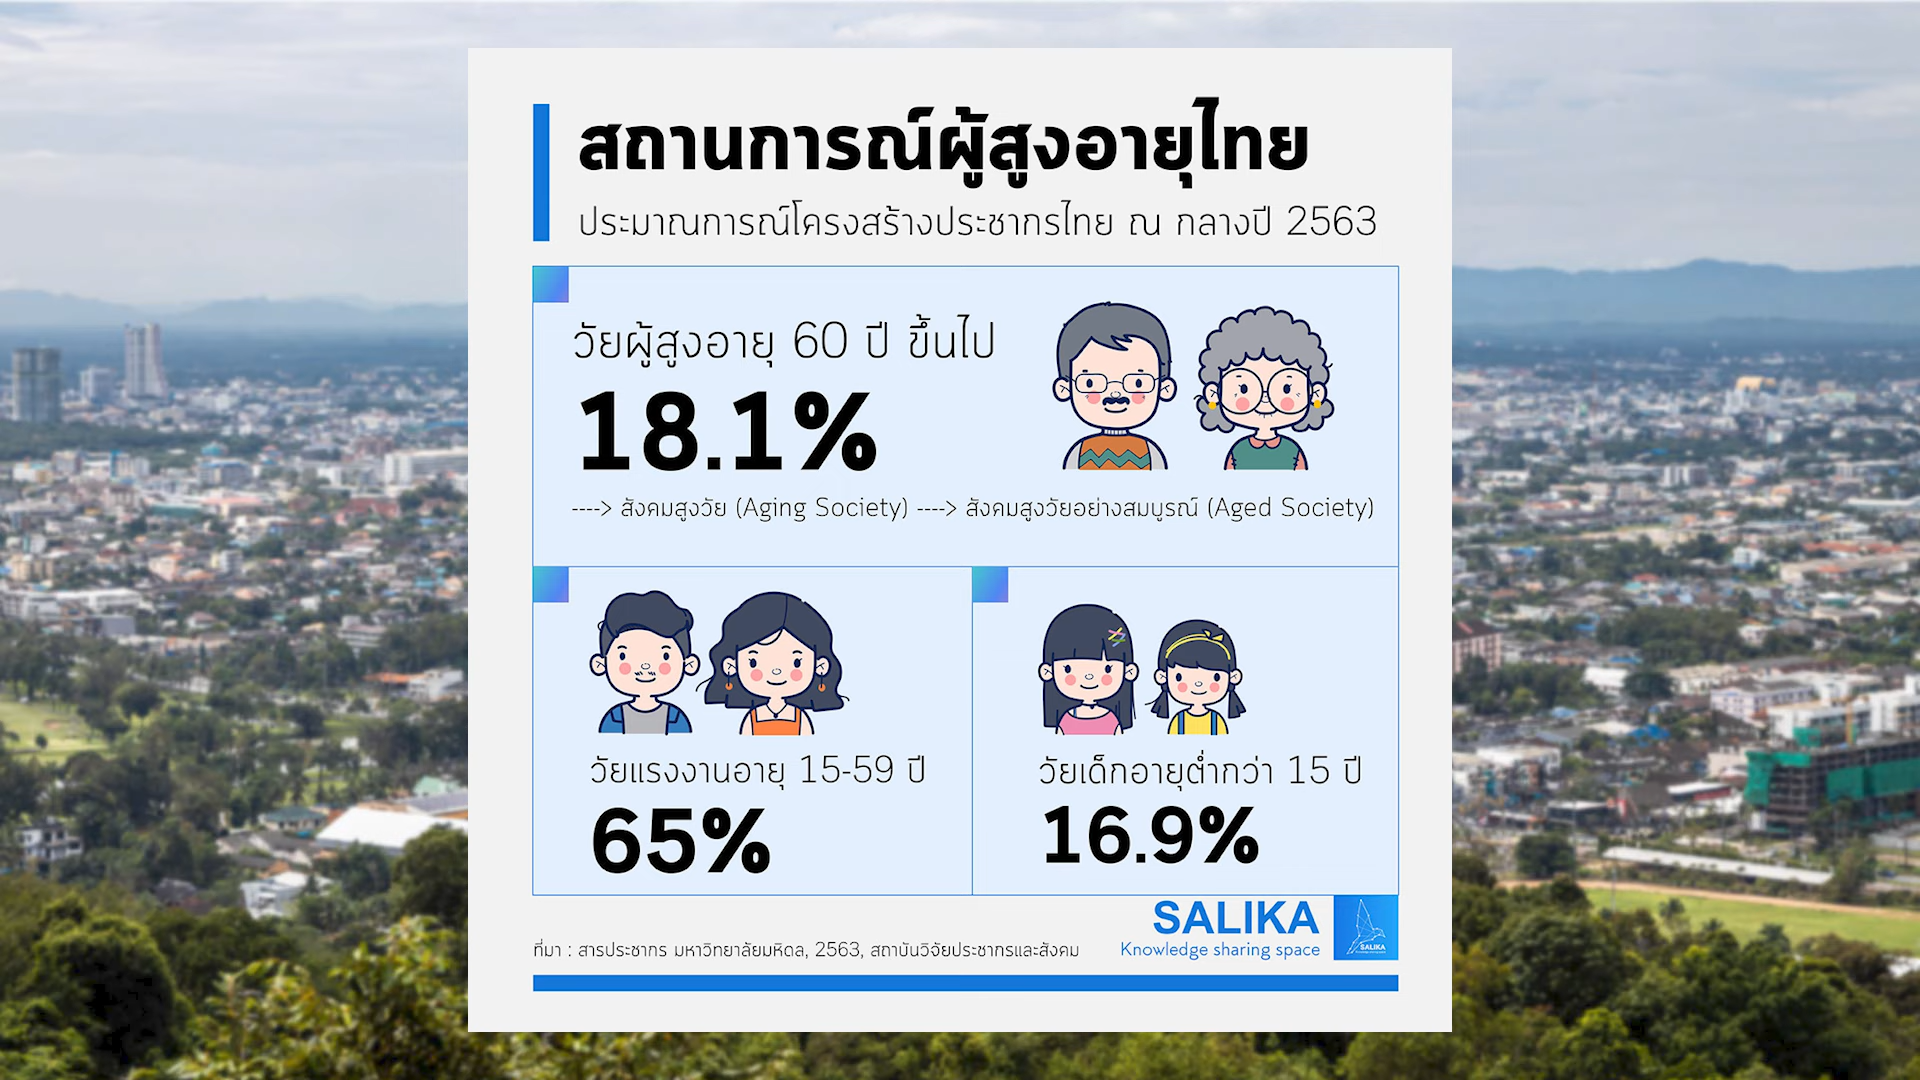 สถานการณ์ผู้สูงอายุไทย
ประมาณการณ์โครงสร้างประชากรไทย ณ กลางปี 2563
วัยผู้สูงอายุ 60 ปี ขึ้นไป
18.1%
----> สังคมสูงวัย (Aging Society) ----> สังคมสูงวัยอย่างสมบูรณ์ (Aged Society)
วัยแรงงานอายุ 15-59 ปี
65%
วัยเด็กอายุต่ำกว่า 15 ปี
16.9%
SALIKA
Knowledge sharing space
SALIKA
ที่มา : สารประชากร มหาวิทยาลัยมหิดล, 2563, สถาบันวิจัยประชากรและสังคม